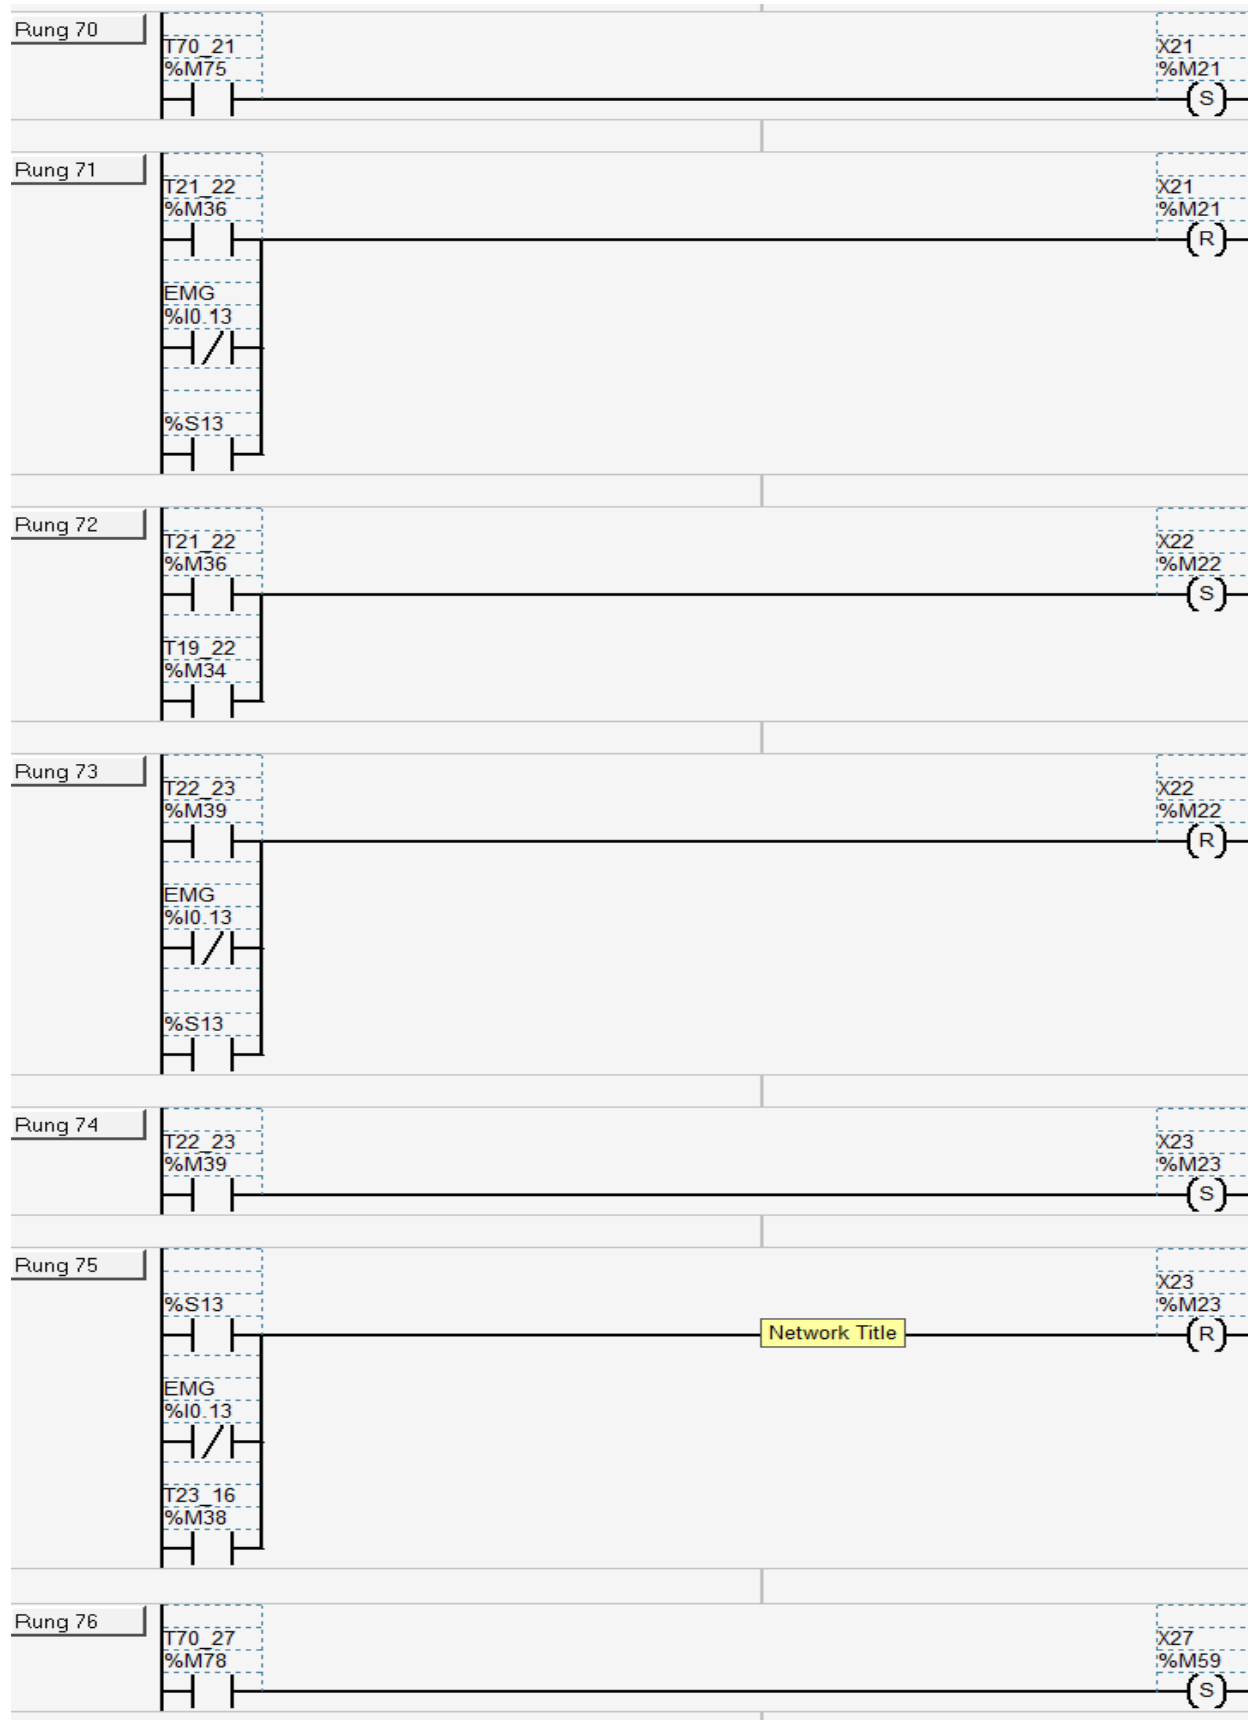 Rung 70
T70_21
%M75
X21
%M21
S
Rung 71
T21_22
%M36
X21
%M21
R
EMG
%I0.13
%S13
Rung 72
T21_22
%M36
X22
%M22
S
T19_22
%M34
Rung 73
T22_23
%M39
X22
%M22
R
EMG
%I0.13
%S13
Rung 74
T22_23
%M39
X23
%M23
S
Rung 75
%S13
X23
%M23
Network Title
R
EMG
%I0.13
T23_16
%M38
Rung 76
T70_27
%M78
X27
%M59
S